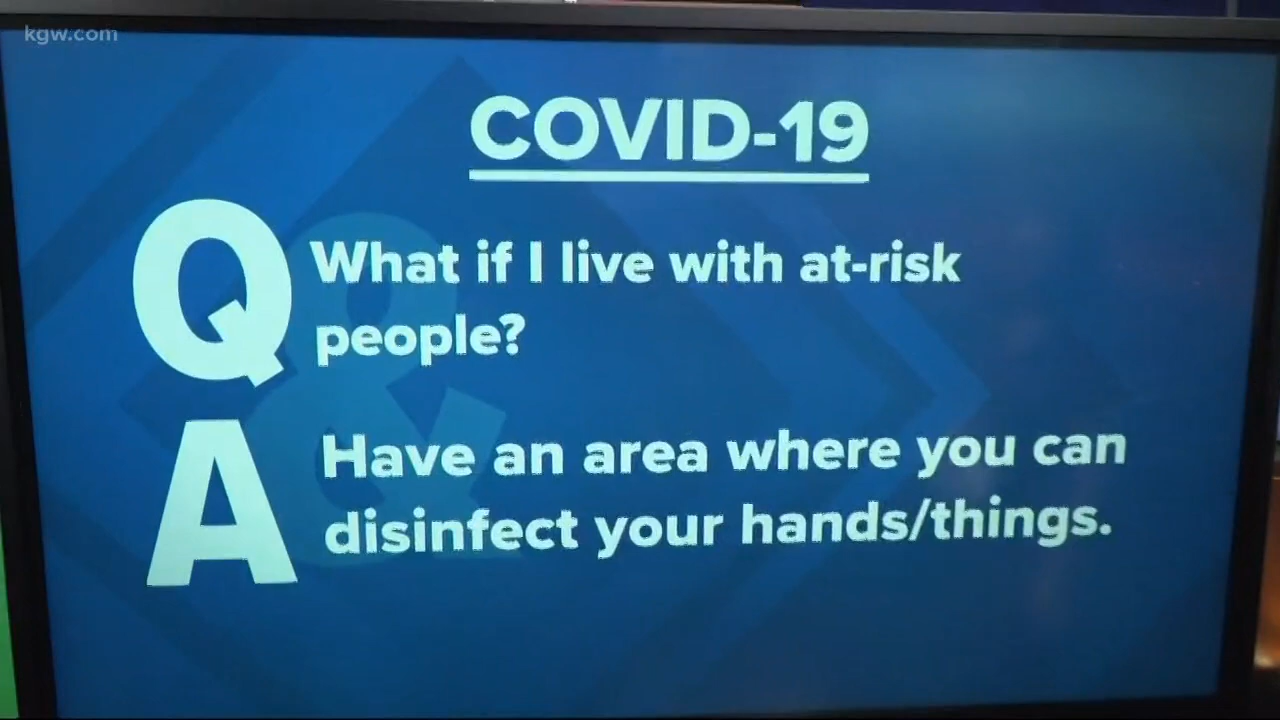 kgw.com
COVID-19
Q What if I live with at-risk
people?
&
A Have an area where you can
disinfect your hands/things.